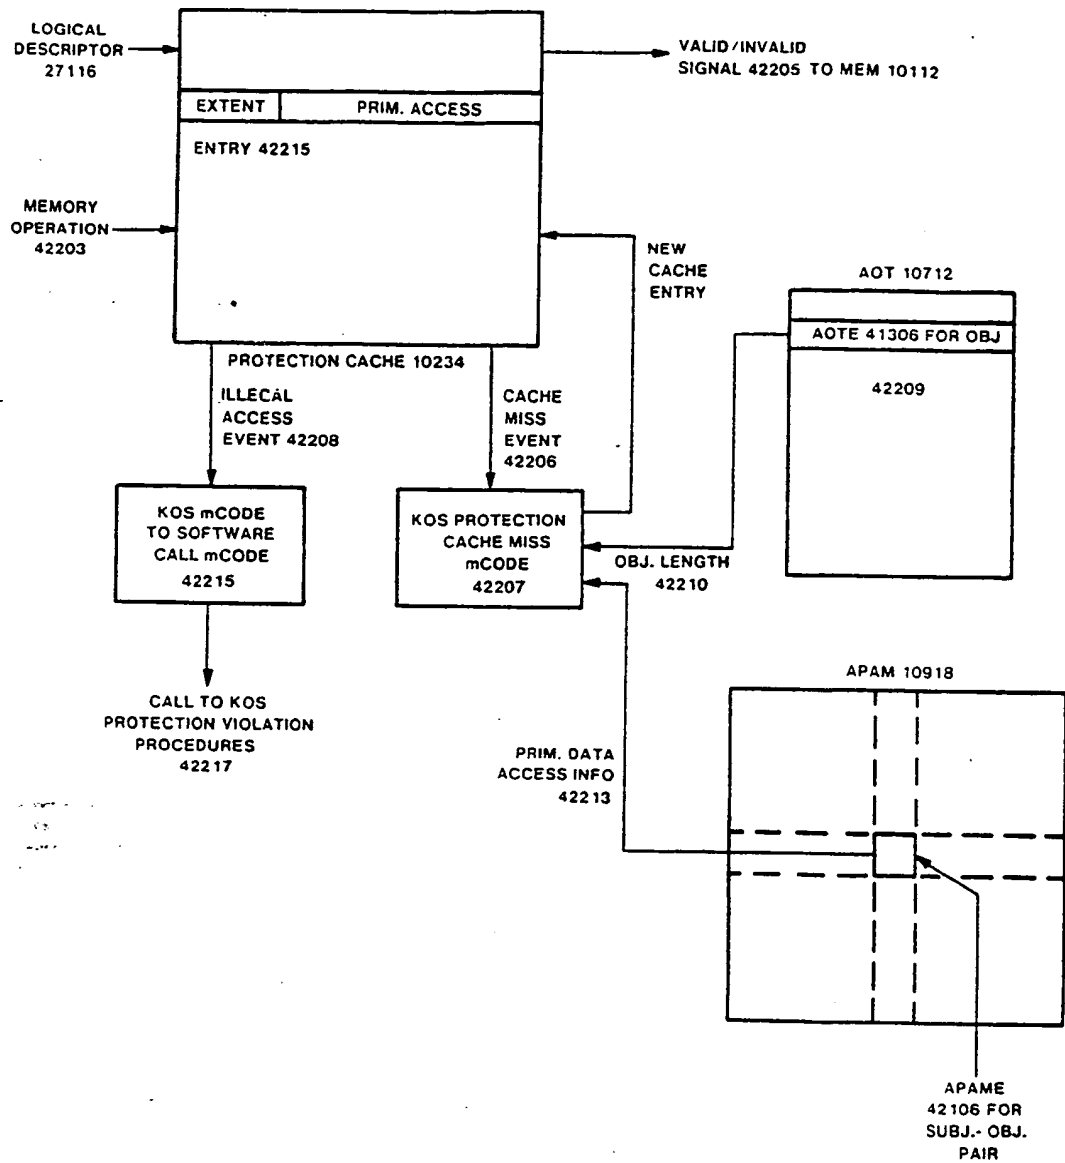 LOGICAL
DESCRIPTOR
27116
VALID/INVALID
SIGNAL 42205 TO MEM 10112
EXTENT
PRIM. ACCESS
ENTRY 42215
MEMORY
OPERATION
42203
NEW
CACHE
ENTRY
AOT 10712
AOTE 41306 FOR OBJ
42209
PROTECTION CACHE 10234
ILLECAL
ACCESS
EVENT 42208
CACHE
MISS
EVENT
42206
KOS mCODE
TO SOFTWARE
CALL mCODE
42215
KOS PROTECTION
CACHE MISS
mCODE
42207
OBJ. LENGTH
42210
CALL TO KOS
PROTECTION VIOLATION
PROCEDURES
42217
APAM 10918
PRIM. DATA
ACCESS INFO
42213
APAME
42106 FOR
SUBJ.- OBJ.
PAIR